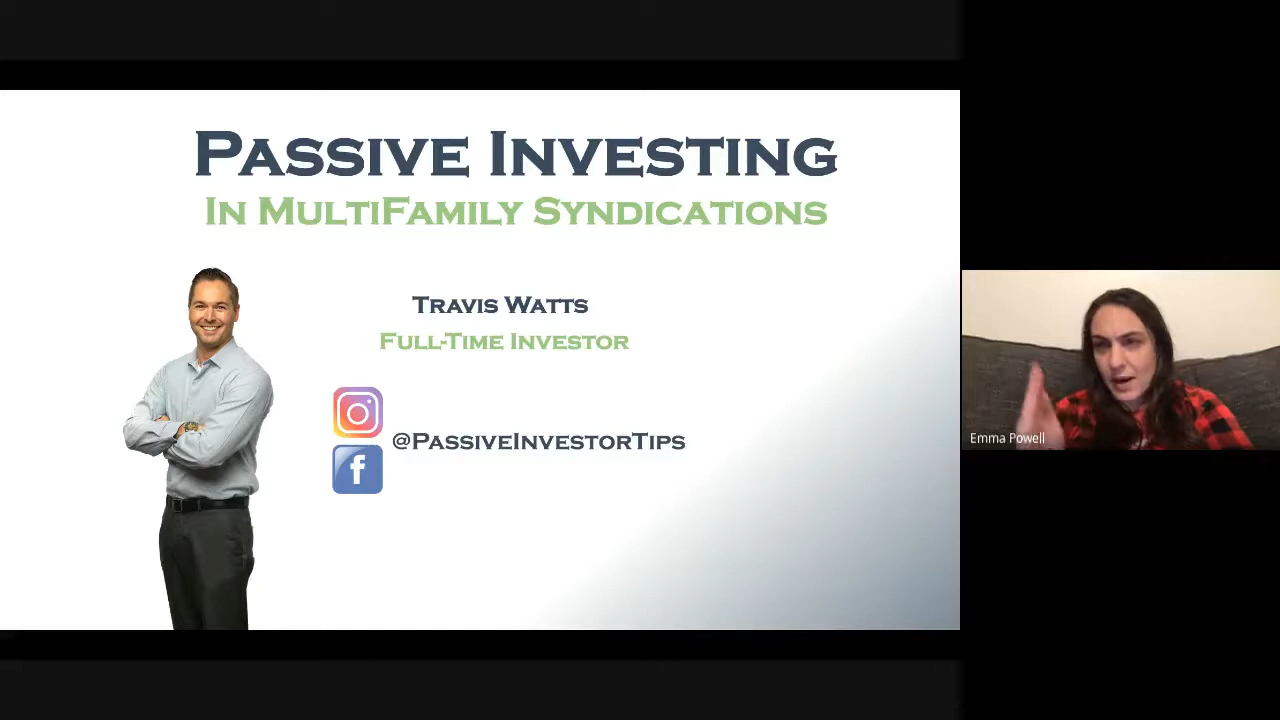 Passive Investing
In MultiFamily Syndications
Travis Watts
Full-Time Investor
@PassiveInvestorTips
Emma Powell